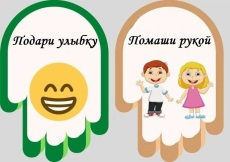 Подари улыбку
Помаши рукой